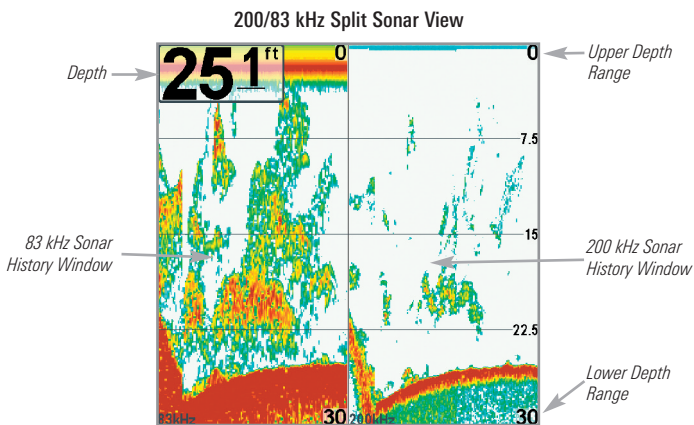 200/83 kHz Split Sonar View
Depth
25.1 ft
0
0
Upper Depth
Range
7.5
83 kHz Sonar
History Window
15
200 kHz Sonar
History Window
22.5
Lower Depth
Range
83kHz
30
200kHz
30